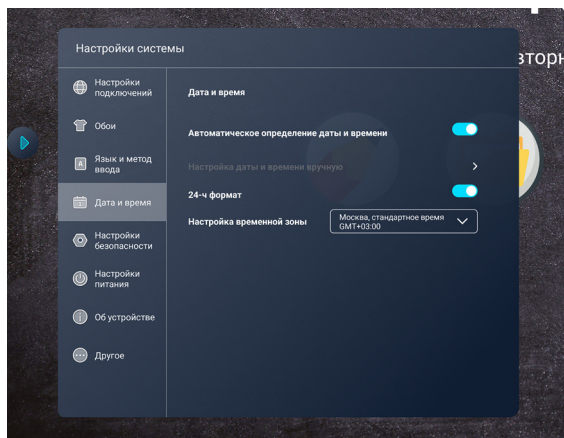 Настройки системы
вторн
Настройки
подключений
Обои
A
Язык и метод
ввода
Дата и время
Настройки
безопасности
Настройки
питания
Об устройстве
Другое
Дата и время
Автоматическое определение даты и времени
Настройка даты и времени вручную
24-ч формат
Настройка временной зоны
Москва, стандартное время
GMT+03:00